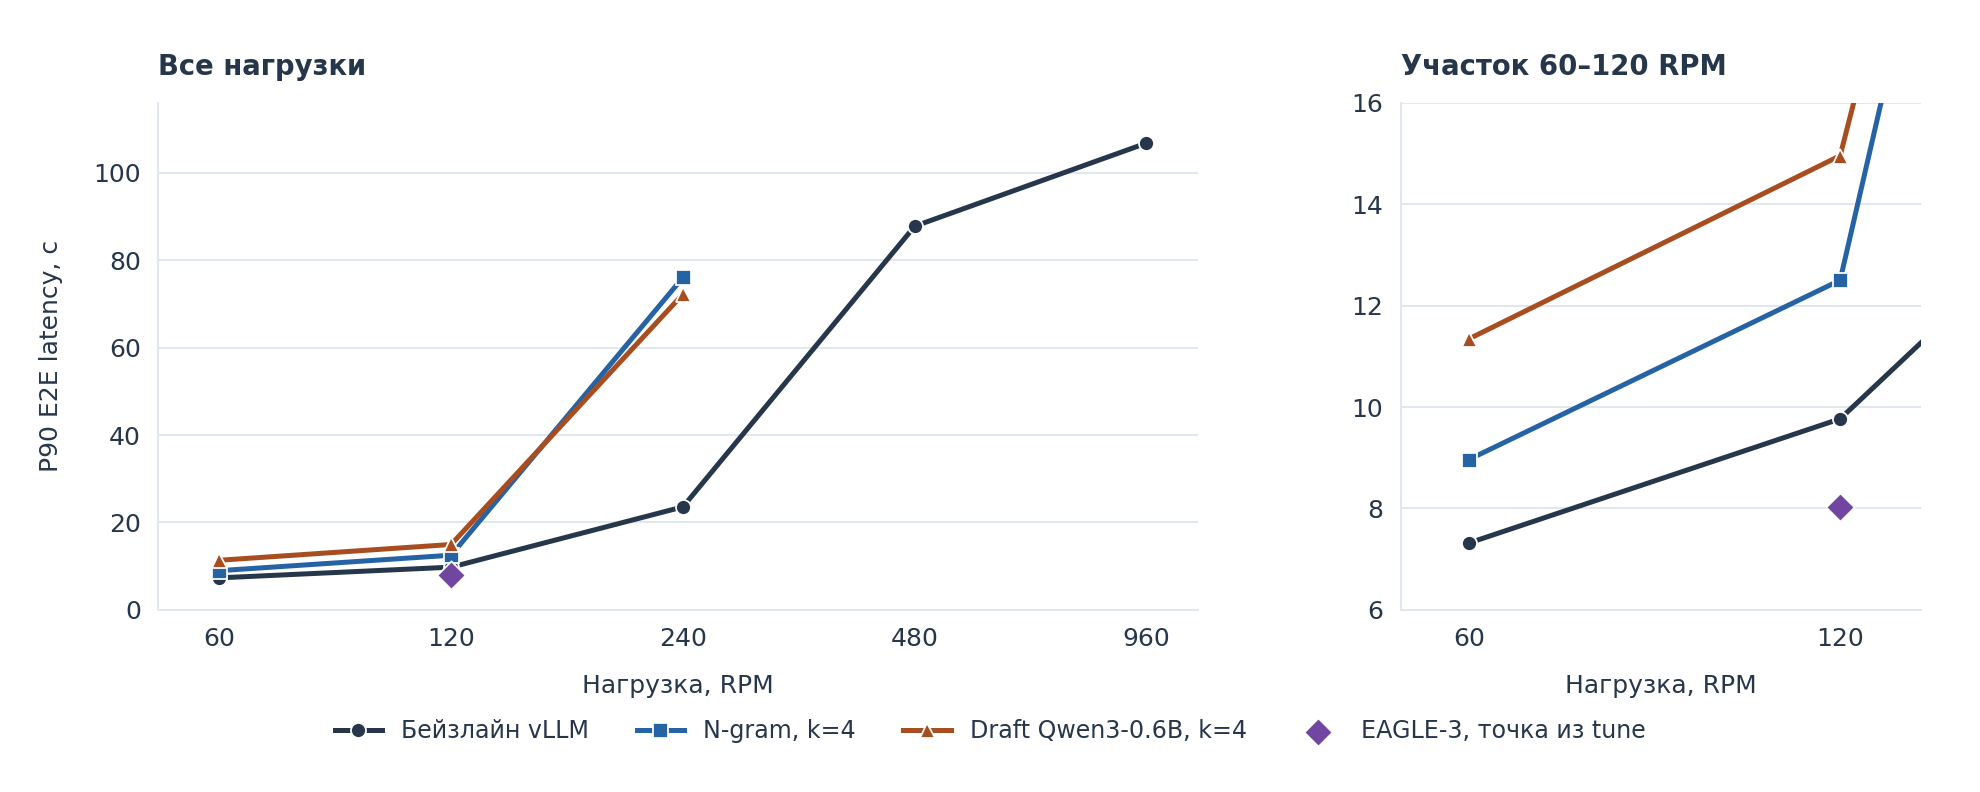 Все нагрузки
P90 E2E latency, с
100
80
60
40
20
0
60 120 240 480 960
Нагрузка, RPM
Участок 60–120 RPM
16
14
12
10
8
6
60 120
Нагрузка, RPM
Бейзлайн vLLM N-gram, k=4 Draft Qwen3-0.6B, k=4 EAGLE-3, точка из tune